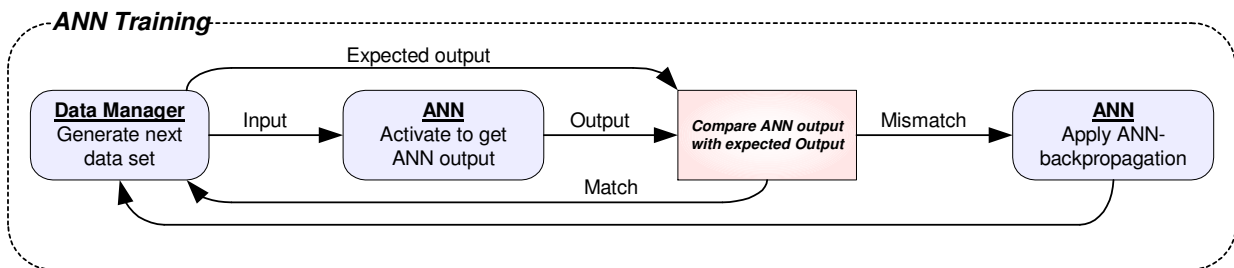 ANN Training
Expected output
Data Manager
Generate next
data set
Input
ANN
Activate to get
ANN output
Output
Compare ANN output
with expected Output
Mismatch
ANN
Apply ANN-
backpropagation
Match